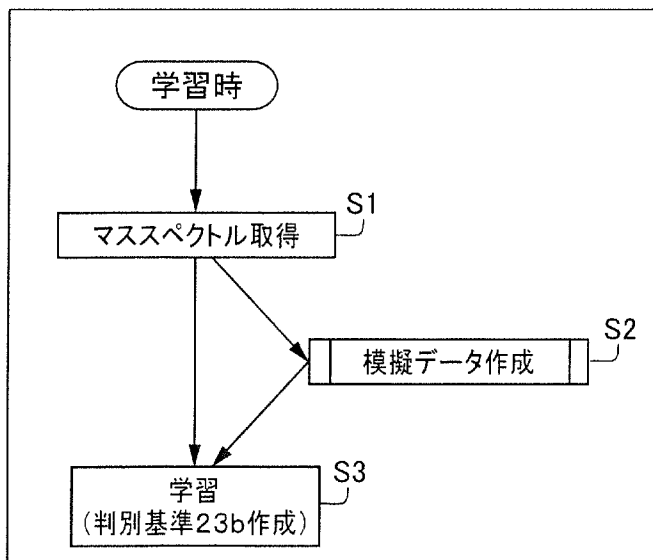 学習時
S1
マススペクトル取得
S2
模擬データ作成
S3
学習
(判別基準23b作成)